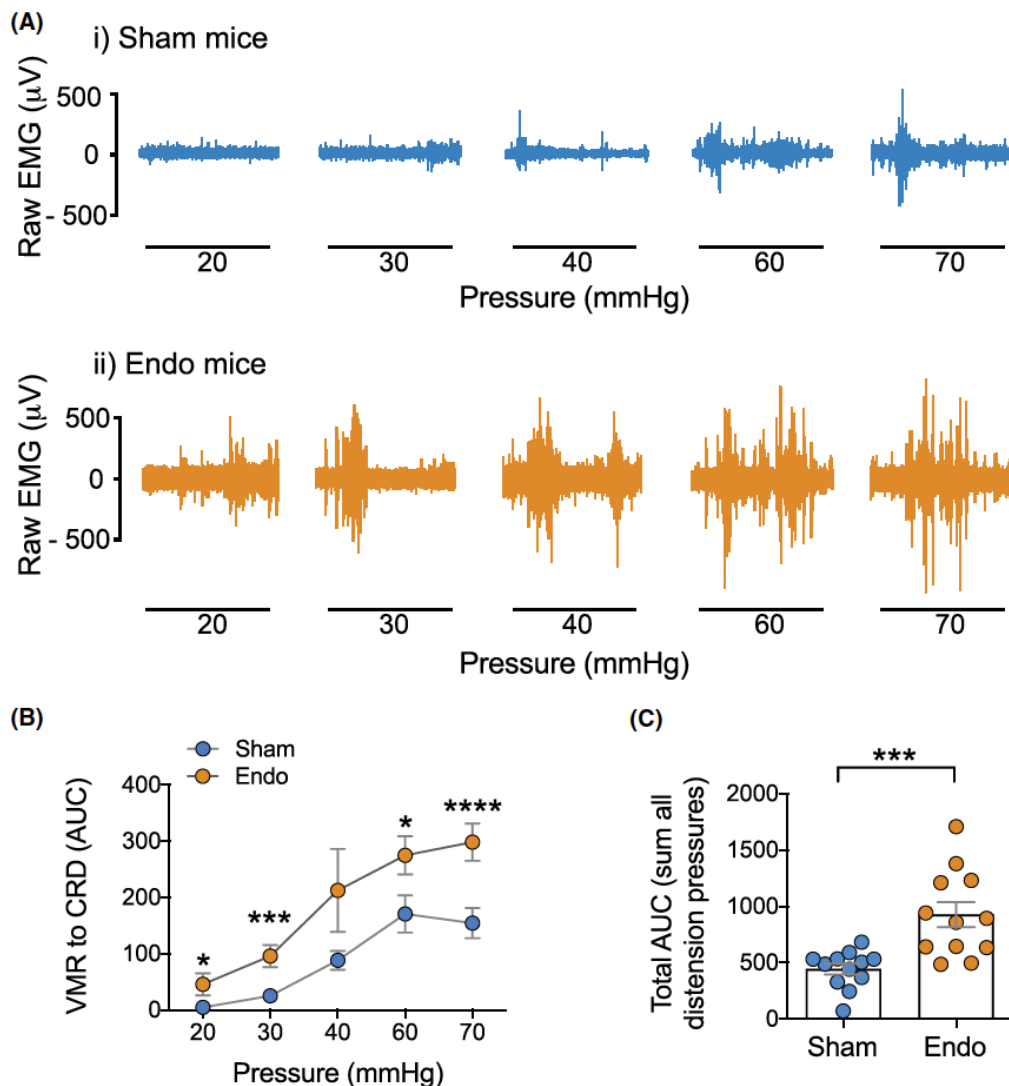 (A)
i) Sham mice
Raw EMG (µV)
500
0
- 500
20 30 40 60 70
Pressure (mmHg)
ii) Endo mice
Raw EMG (µV)
500
0
- 500
20 30 40 60 70
Pressure (mmHg)
(B)
Sham
Endo
VMR to CRD (AUC)
400
300
200
100
0
* *** * ****
20 30 40 60 70
Pressure (mmHg)
(C)
***
Total AUC (sum all
distension pressures)
2000
1500
1000
500
0
Sham Endo